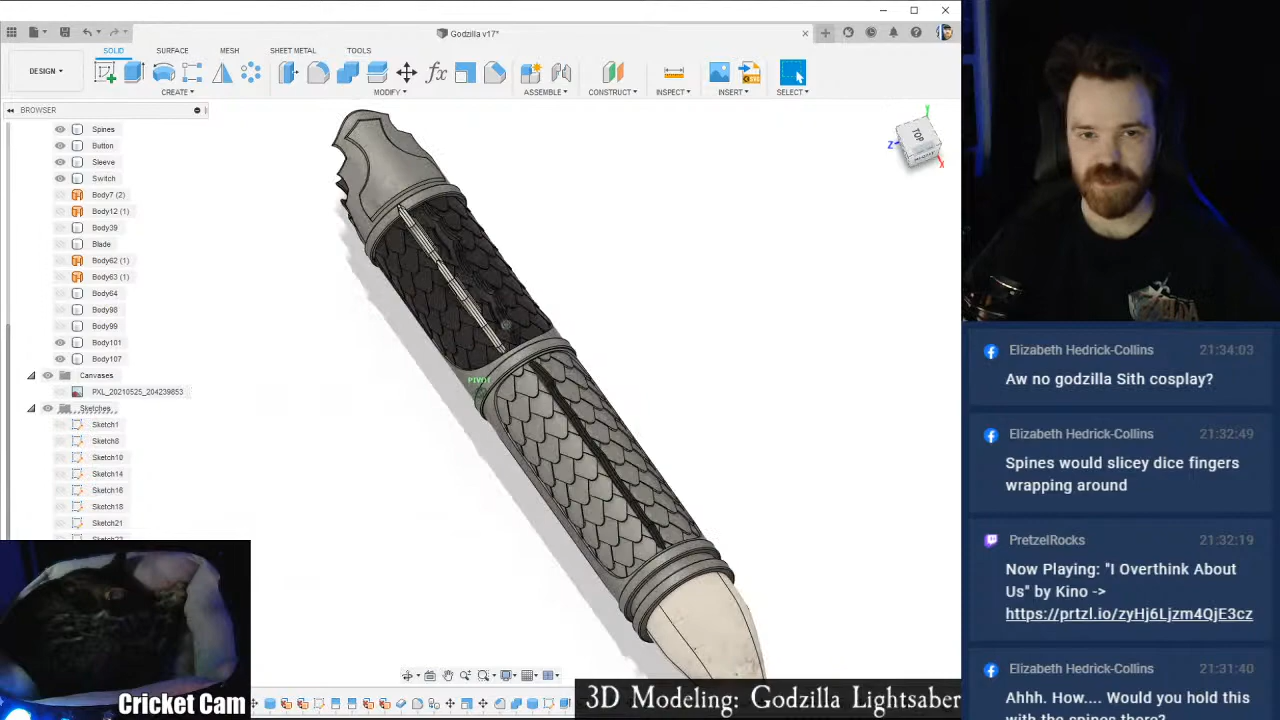 Godzilla v17*
SOLID SURFACE MESH SHEET METAL TOOLS
DESIGN
CREATE MODIFY ASSEMBLE CONSTRUCT INSPECT INSERT SELECT
BROWSER
Spines
Button
Sleeve
Switch
Body7 (2)
Body12 (1)
Body39
Blade
Body62 (1)
Body63 (1)
Body64
Body98
Body99
Body101
Body107
Canvases
PXL_20210525_204239853
Sketches
Sketch1
Sketch8
Sketch10
Sketch14
Sketch16
Sketch18
Sketch21
TOP
Y
Z
X
PIVOT
Cricket Cam
3D Modeling: Godzilla Lightsaber
Elizabeth Hedrick-Collins 21:34:03
Aw no godzilla Sith cosplay?
Elizabeth Hedrick-Collins 21:32:49
Spines would slicey dice fingers
wrapping around
PretzelRocks 21:32:19
Now Playing: "I Overthink About
Us" by Kino ->
https://prtzl.io/zyHj6Ljzm4QjE3cz
Elizabeth Hedrick-Collins 21:31:40
Ahhh. How.... Would you hold this
with the spines there?